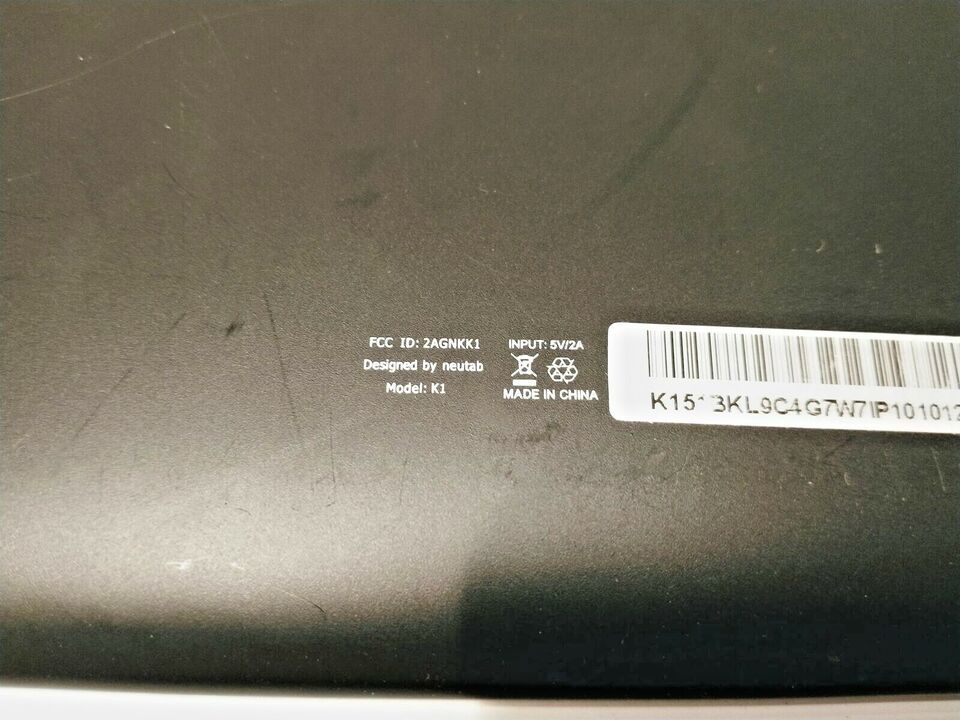 FCC ID: 2AGNKK1
Designed by neutab
Model: K1
INPUT: 5V/2A
MADE IN CHINA